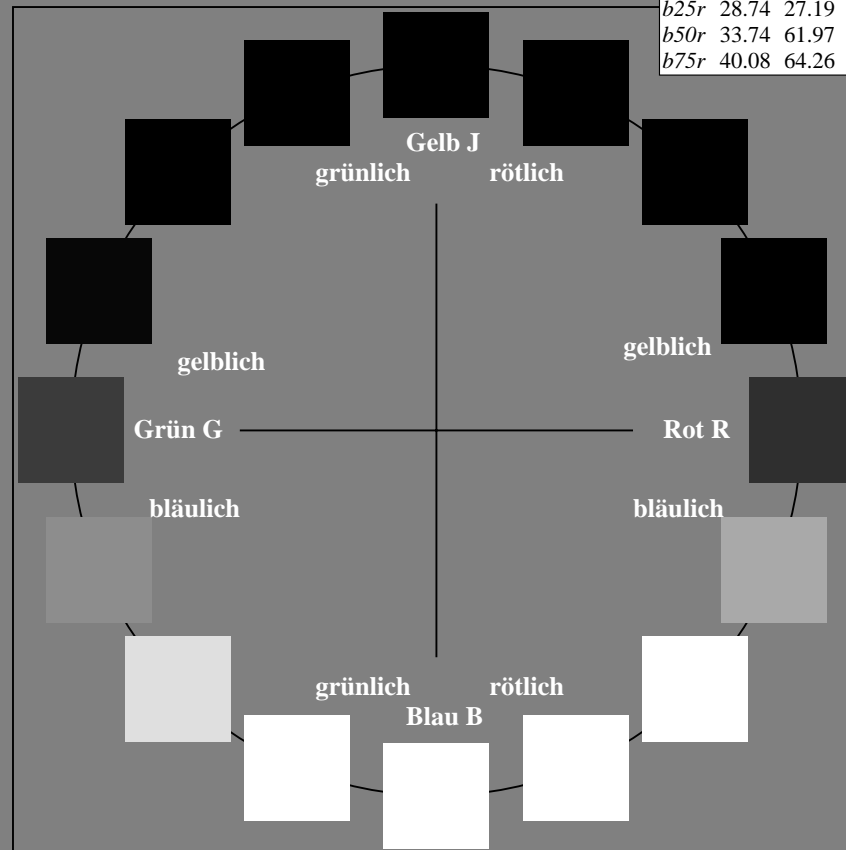 b25r 28.74 27.19
b50r 33.74 61.97
b75r 40.08 64.26
Gelb J
grünlich rötlich
gelblich gelblich
Grün G Rot R
bläulich bläulich
grünlich rötlich
Blau B